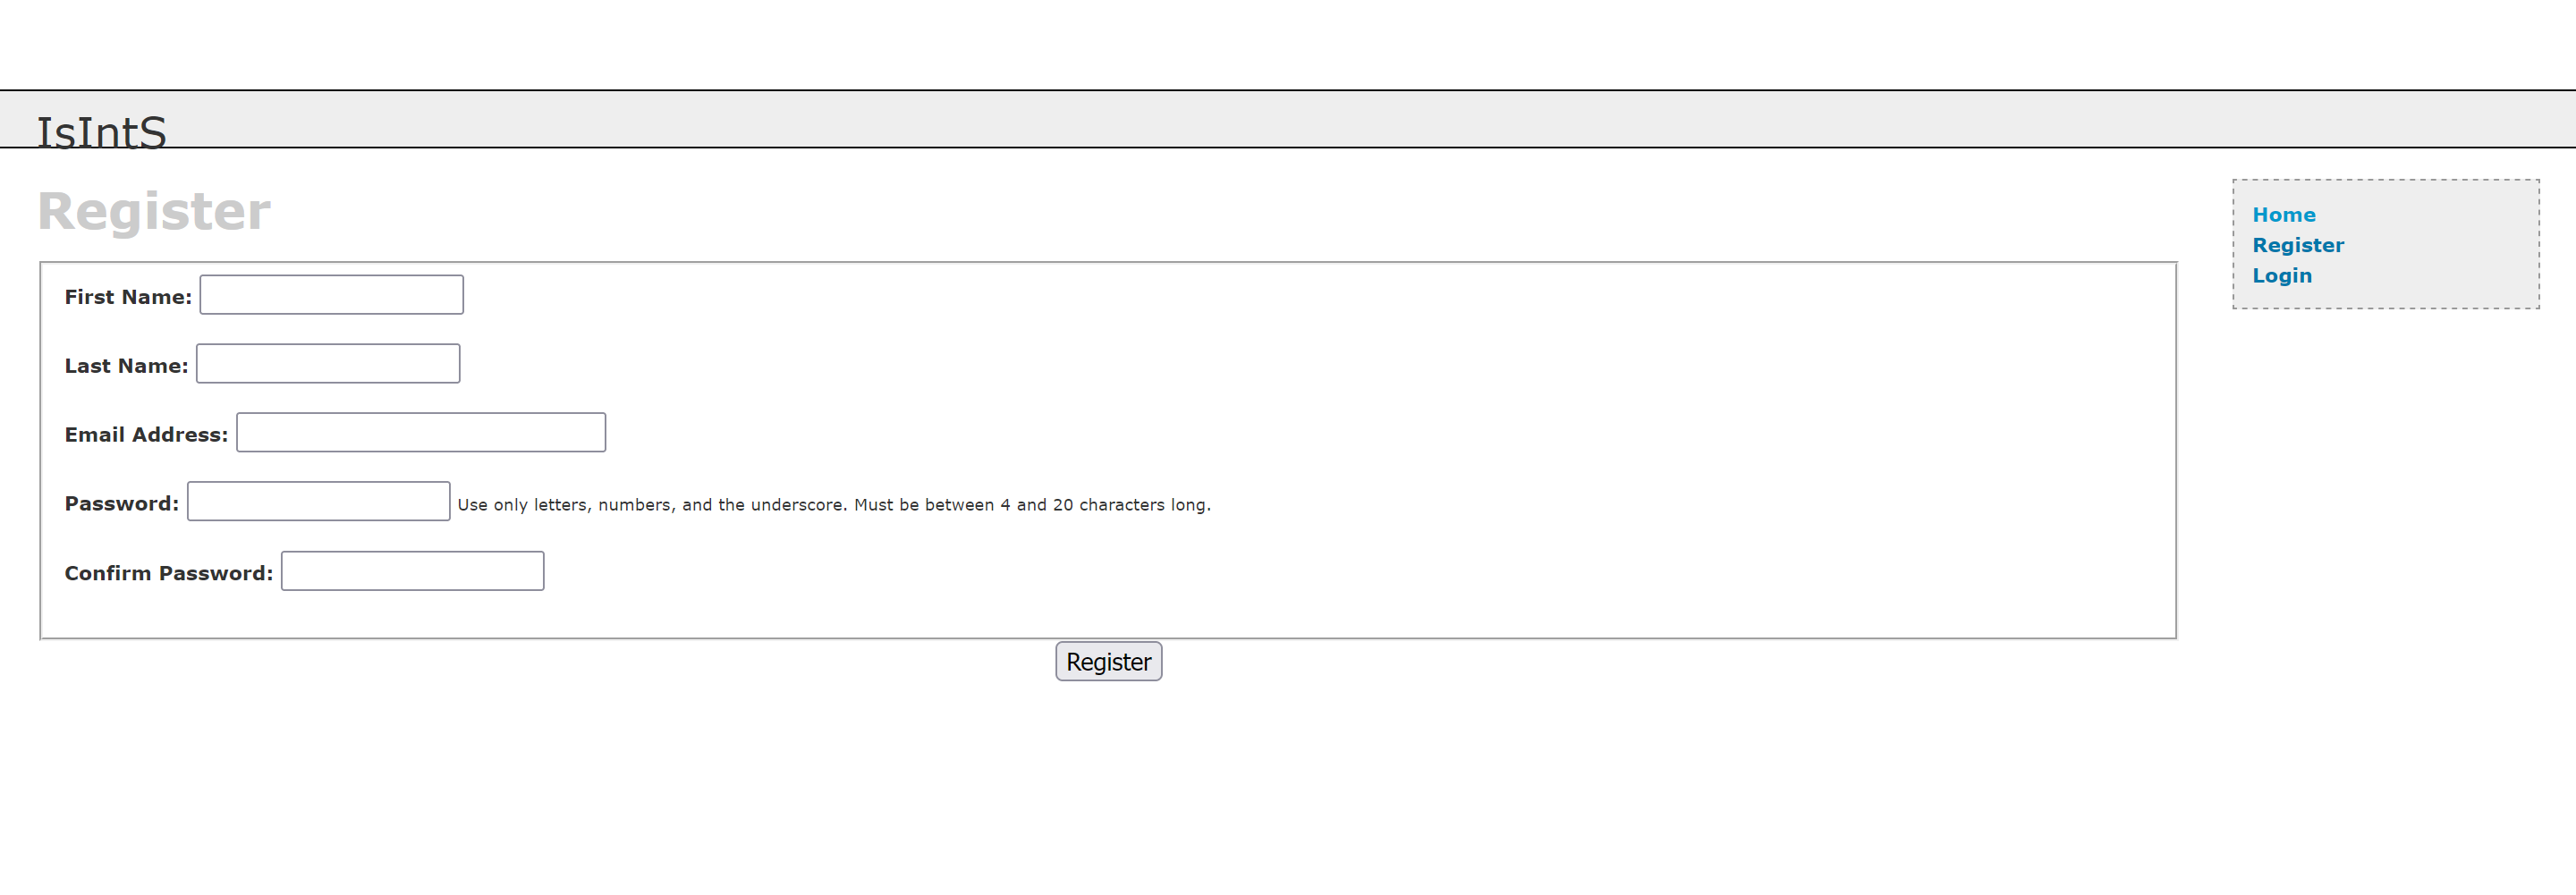 IsIntS
Register
First Name:
Last Name:
Email Address:
Password: Use only letters, numbers, and the underscore. Must be between 4 and 20 characters long.
Confirm Password:
Register
Home
Register
Login